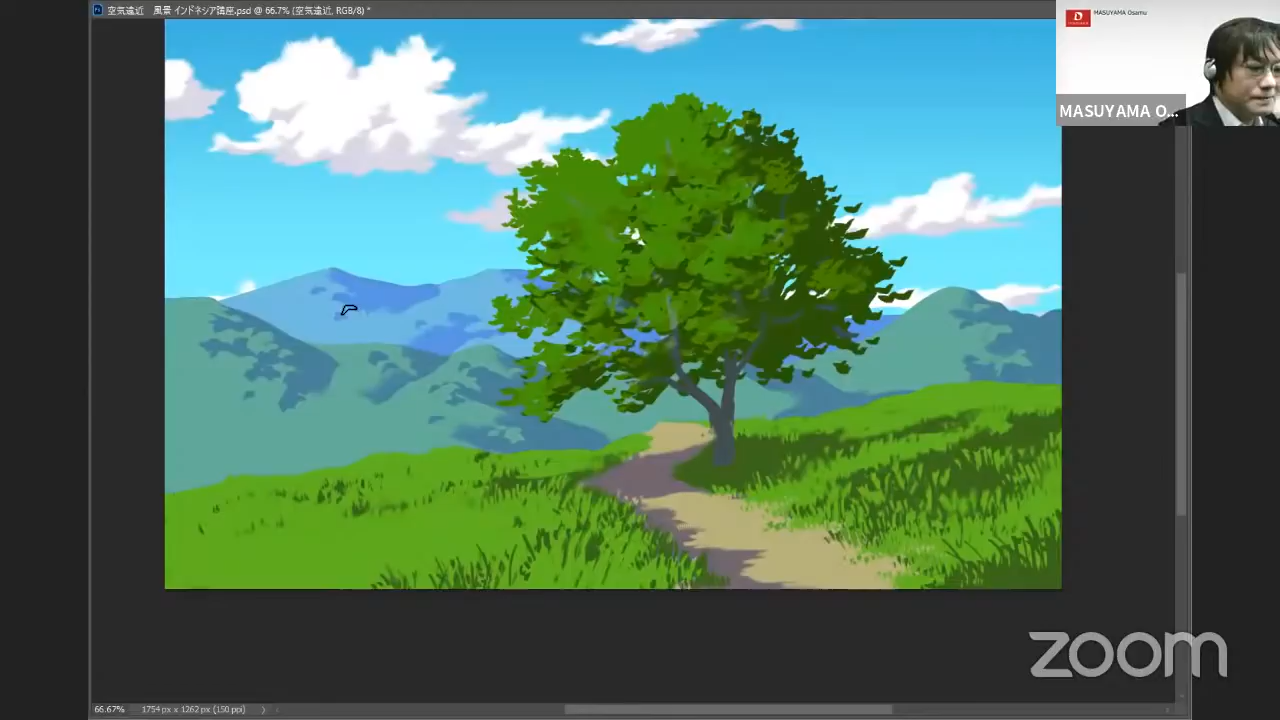 Ps 空気遠近　風景 インドネシア講座.psd @ 66.7% (空気遠近, RGB/8) *
D
MASUYAMA Osamu
MASUYAMA O...
zoom
66.67%
1754 px x 1262 px (150 ppi)